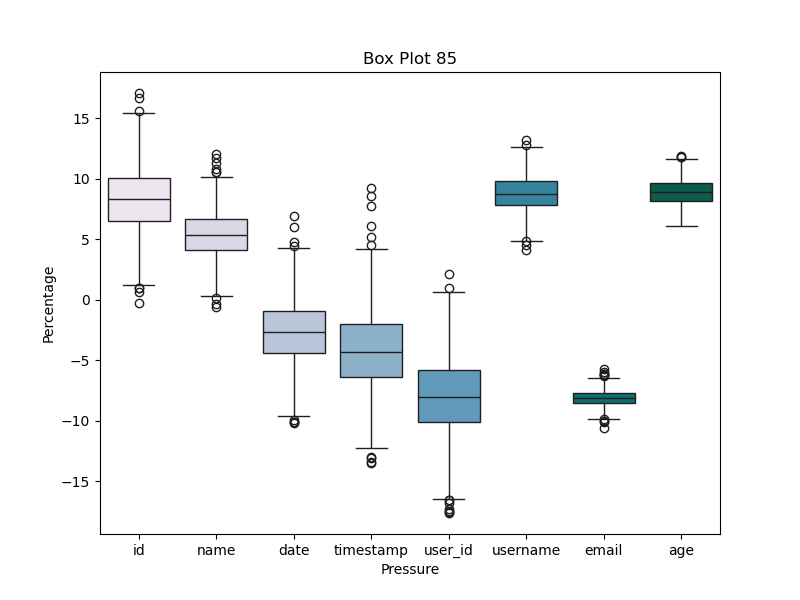 Box Plot 85
Percentage
15
10
5
0
−5
−10
−15
id name date timestamp user_id username email age
Pressure